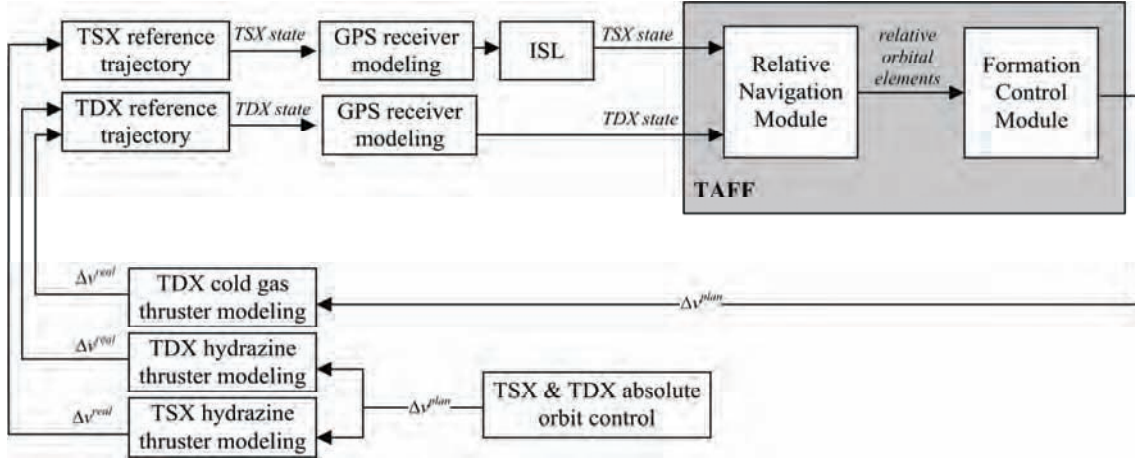 TSX reference
trajectory
TSX state
GPS receiver
modeling
ISL
TSX state
Relative
Navigation
Module
relative
orbital
elements
Formation
Control
Module
TDX reference
trajectory
TDX state
GPS receiver
modeling
TDX state
TAFF
Δv^real
TDX cold gas
thruster modeling
Δv^plan
Δv^real
TDX hydrazine
thruster modeling
Δv^plan
TSX & TDX absolute
orbit control
Δv^real
TSX hydrazine
thruster modeling